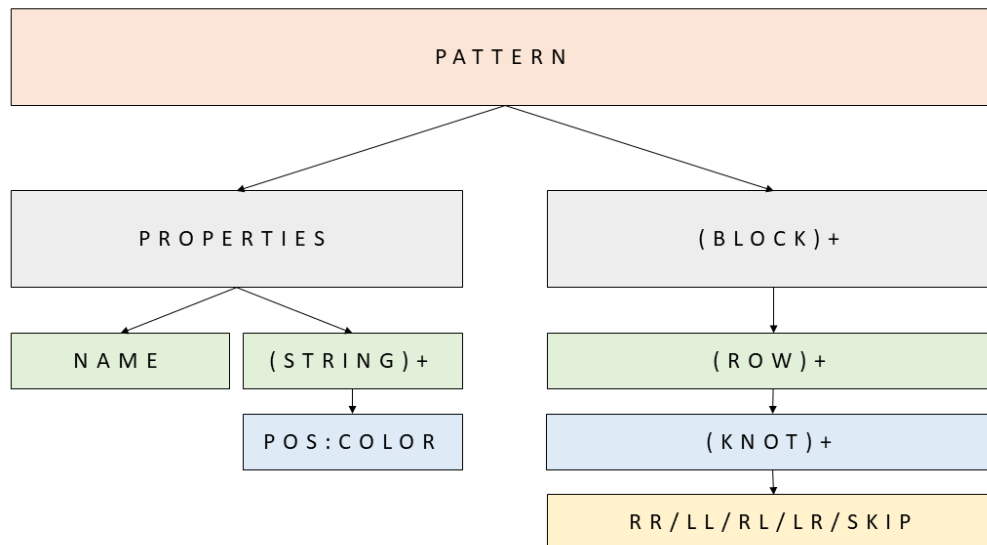 PATTERN
PROPERTIES
(BLOCK)+
NAME
(STRING)+
(ROW)+
POS:COLOR
(KNOT)+
RR/LL/RL/LR/SKIP